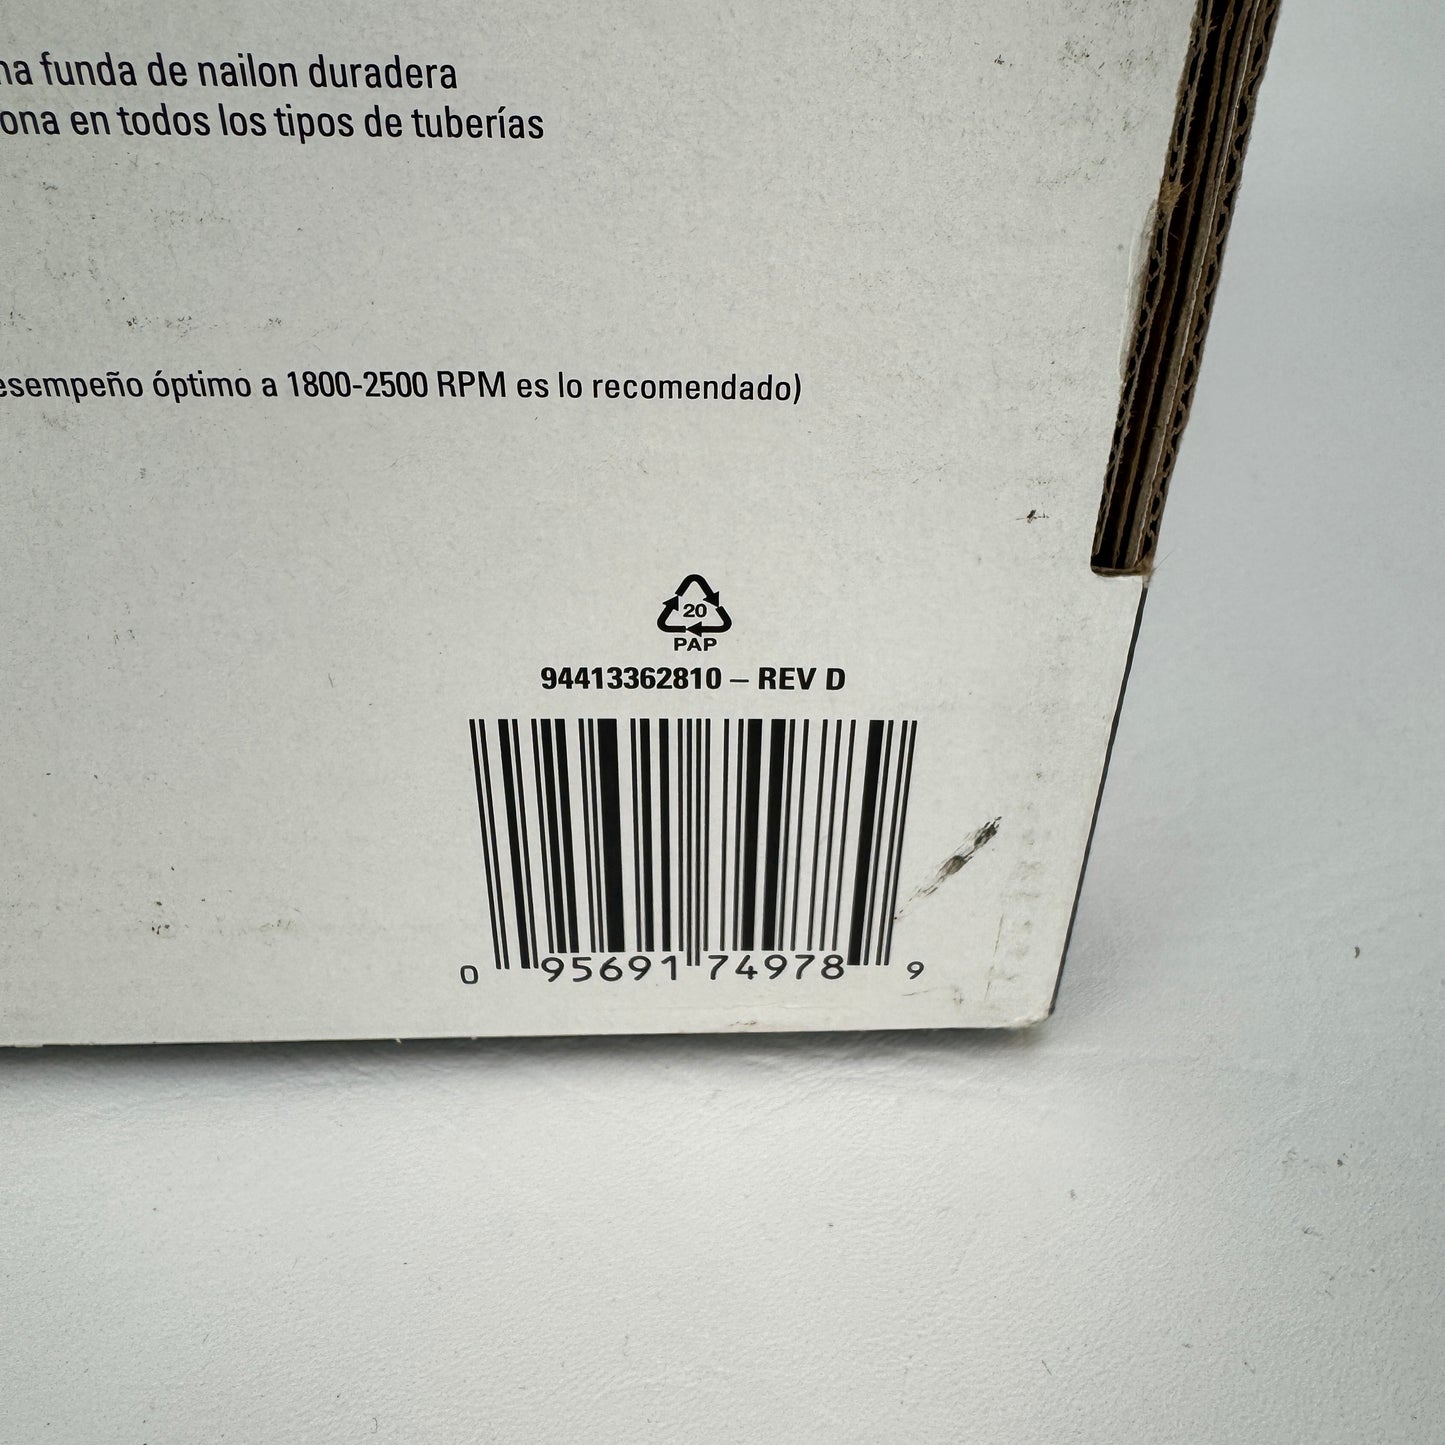 na funda de nailon duradera
ona en todos los tipos de tuberías
esempeño óptimo a 1800-2500 RPM es lo recomendado)
20
PAP
94413362810 – REV D
0 95691 74978 9